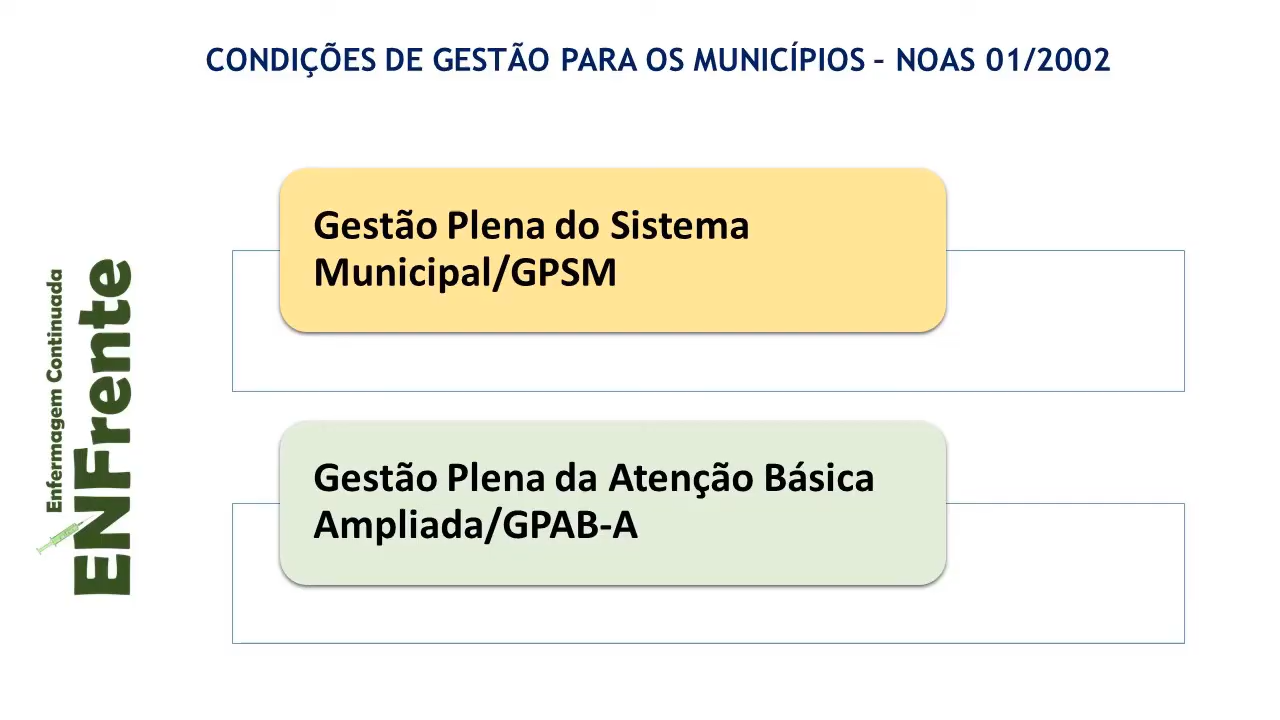 CONDIÇÕES DE GESTÃO PARA OS MUNICÍPIOS – NOAS 01/2002
Gestão Plena do Sistema
Municipal/GPSM
Enfermagem Continuada
ENFrente
Gestão Plena da Atenção Básica
Ampliada/GPAB-A